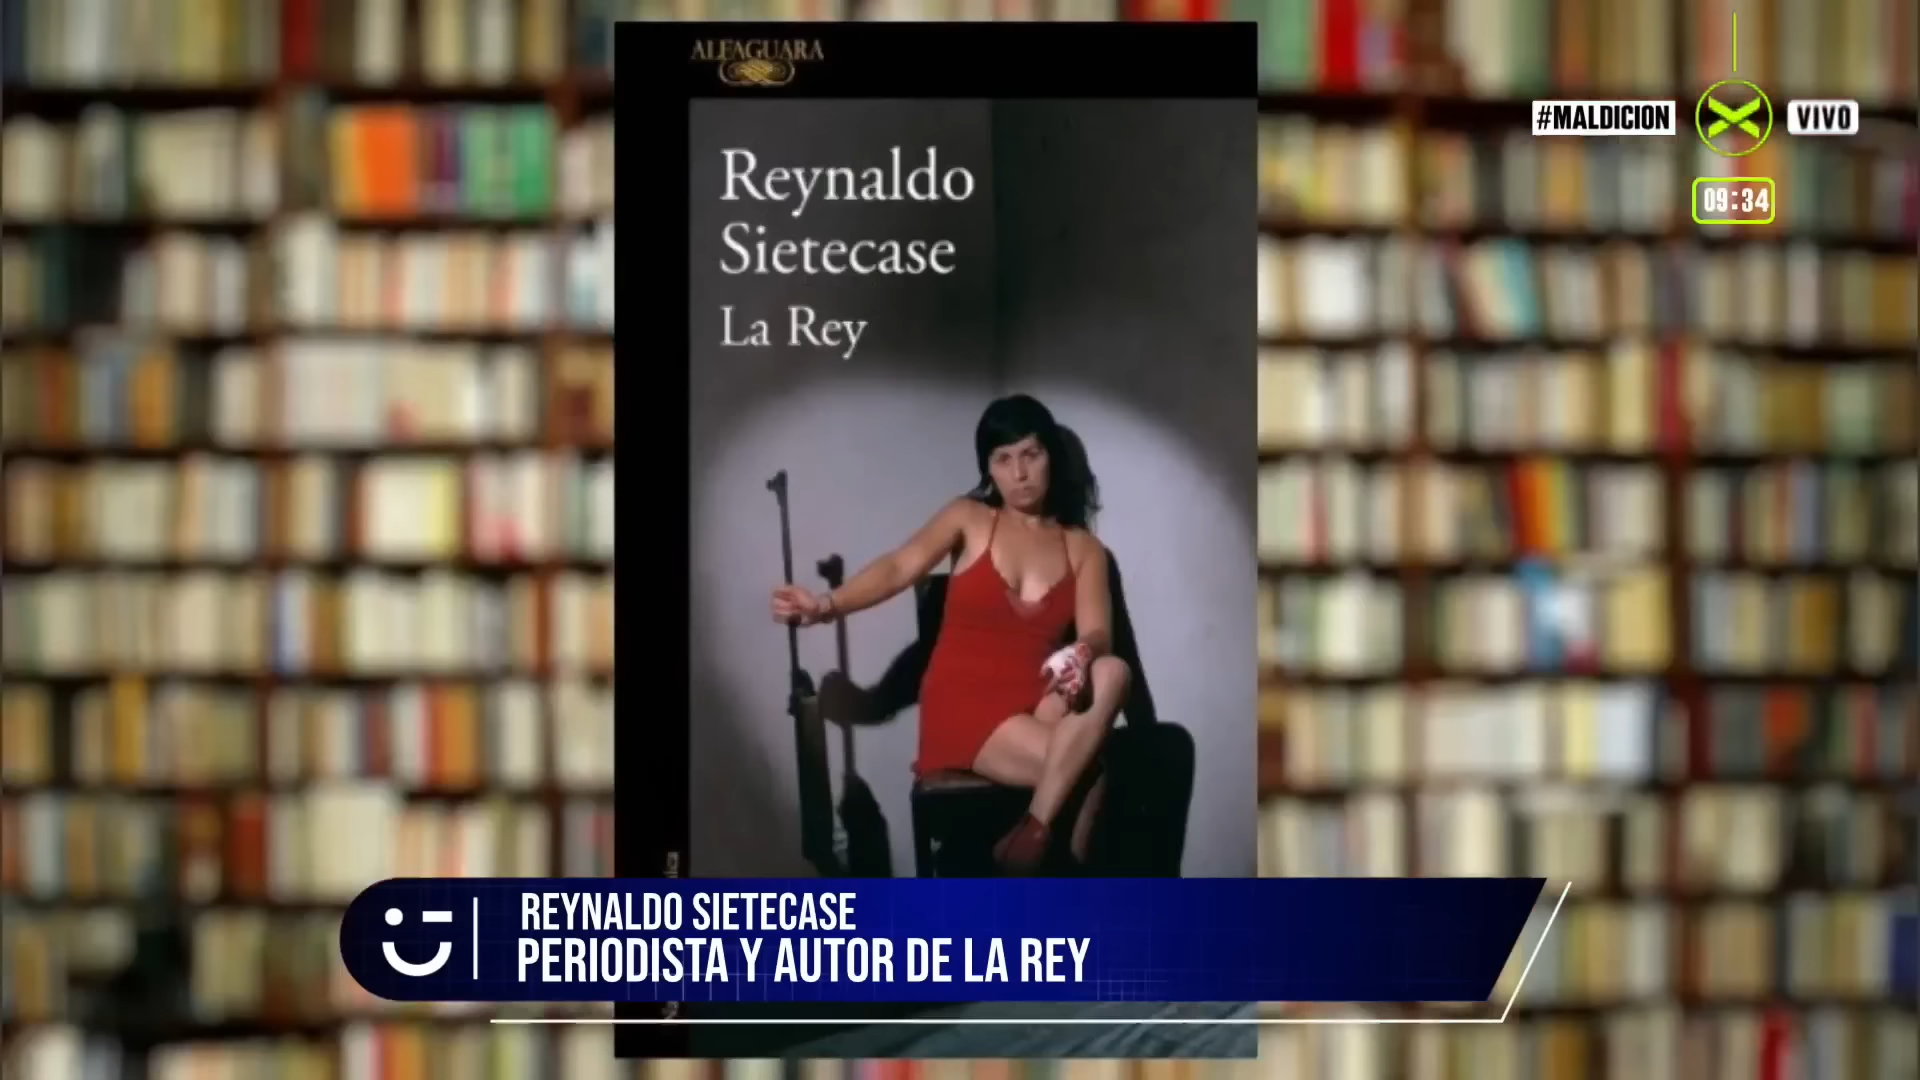 ALFAGUARA
Reynaldo
Sietecase
La Rey
#MALDICION
VIVO
09:34
REYNALDO SIETECASE
PERIODISTA Y AUTOR DE LA REY